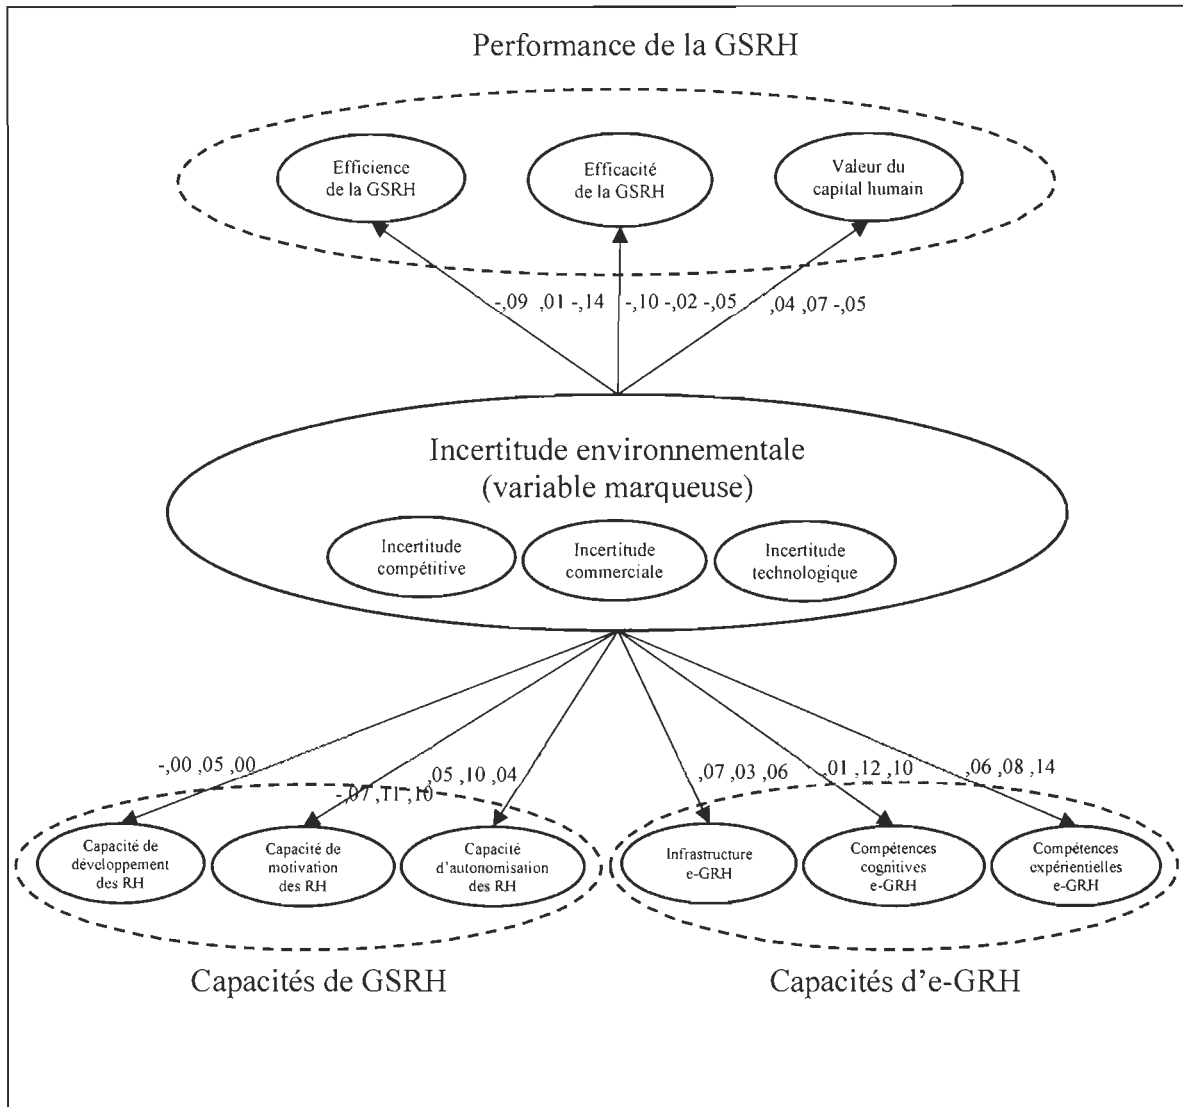 Performance de la GSRH
Efficience
de la GSRH
Efficacité
de la GSRH
Valeur du
capital humain
-,09 ,01 -,14
-,10 -,02 -,05
,04 ,07 -,05
Incertitude environnementale
(variable marqueuse)
Incertitude
compétitive
Incertitude
commerciale
Incertitude
technologique
-,00 ,05 ,00
-,07 ,11 ,10
,05 ,10 ,04
,07 ,03 ,06
-,01 ,12 ,10
,06 ,08 ,14
Capacité de
développement
des RH
Capacité de
motivation
des RH
Capacité
d'autonomisation
des RH
Infrastructure
e-GRH
Compétences
cognitives
e-GRH
Compétences
expérientielles
e-GRH
Capacités de GSRH
Capacités d'e-GRH